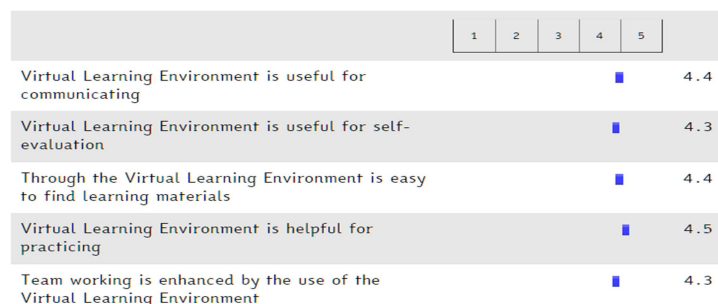 1 2 3 4 5
Virtual Learning Environment is useful for
communicating
4.4
Virtual Learning Environment is useful for self-
evaluation
4.3
Through the Virtual Learning Environment is easy
to find learning materials
4.4
Virtual Learning Environment is helpful for
practicing
4.5
Team working is enhanced by the use of the
Virtual Learning Environment
4.3